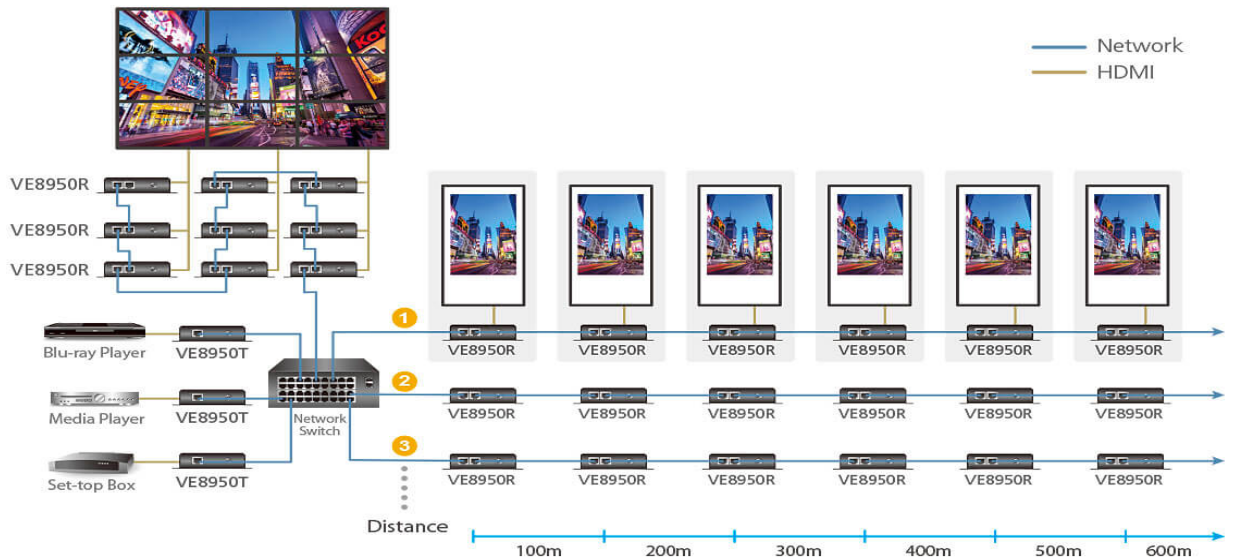 Network
HDMI
VE8950R
VE8950R
VE8950R
Blu-ray Player
VE8950T
Media Player
VE8950T
Set-top Box
VE8950T
Network
Switch
1
VE8950R VE8950R VE8950R VE8950R VE8950R VE8950R
2
VE8950R VE8950R VE8950R VE8950R VE8950R VE8950R
3
VE8950R VE8950R VE8950R VE8950R VE8950R VE8950R
Distance
100m 200m 300m 400m 500m 600m